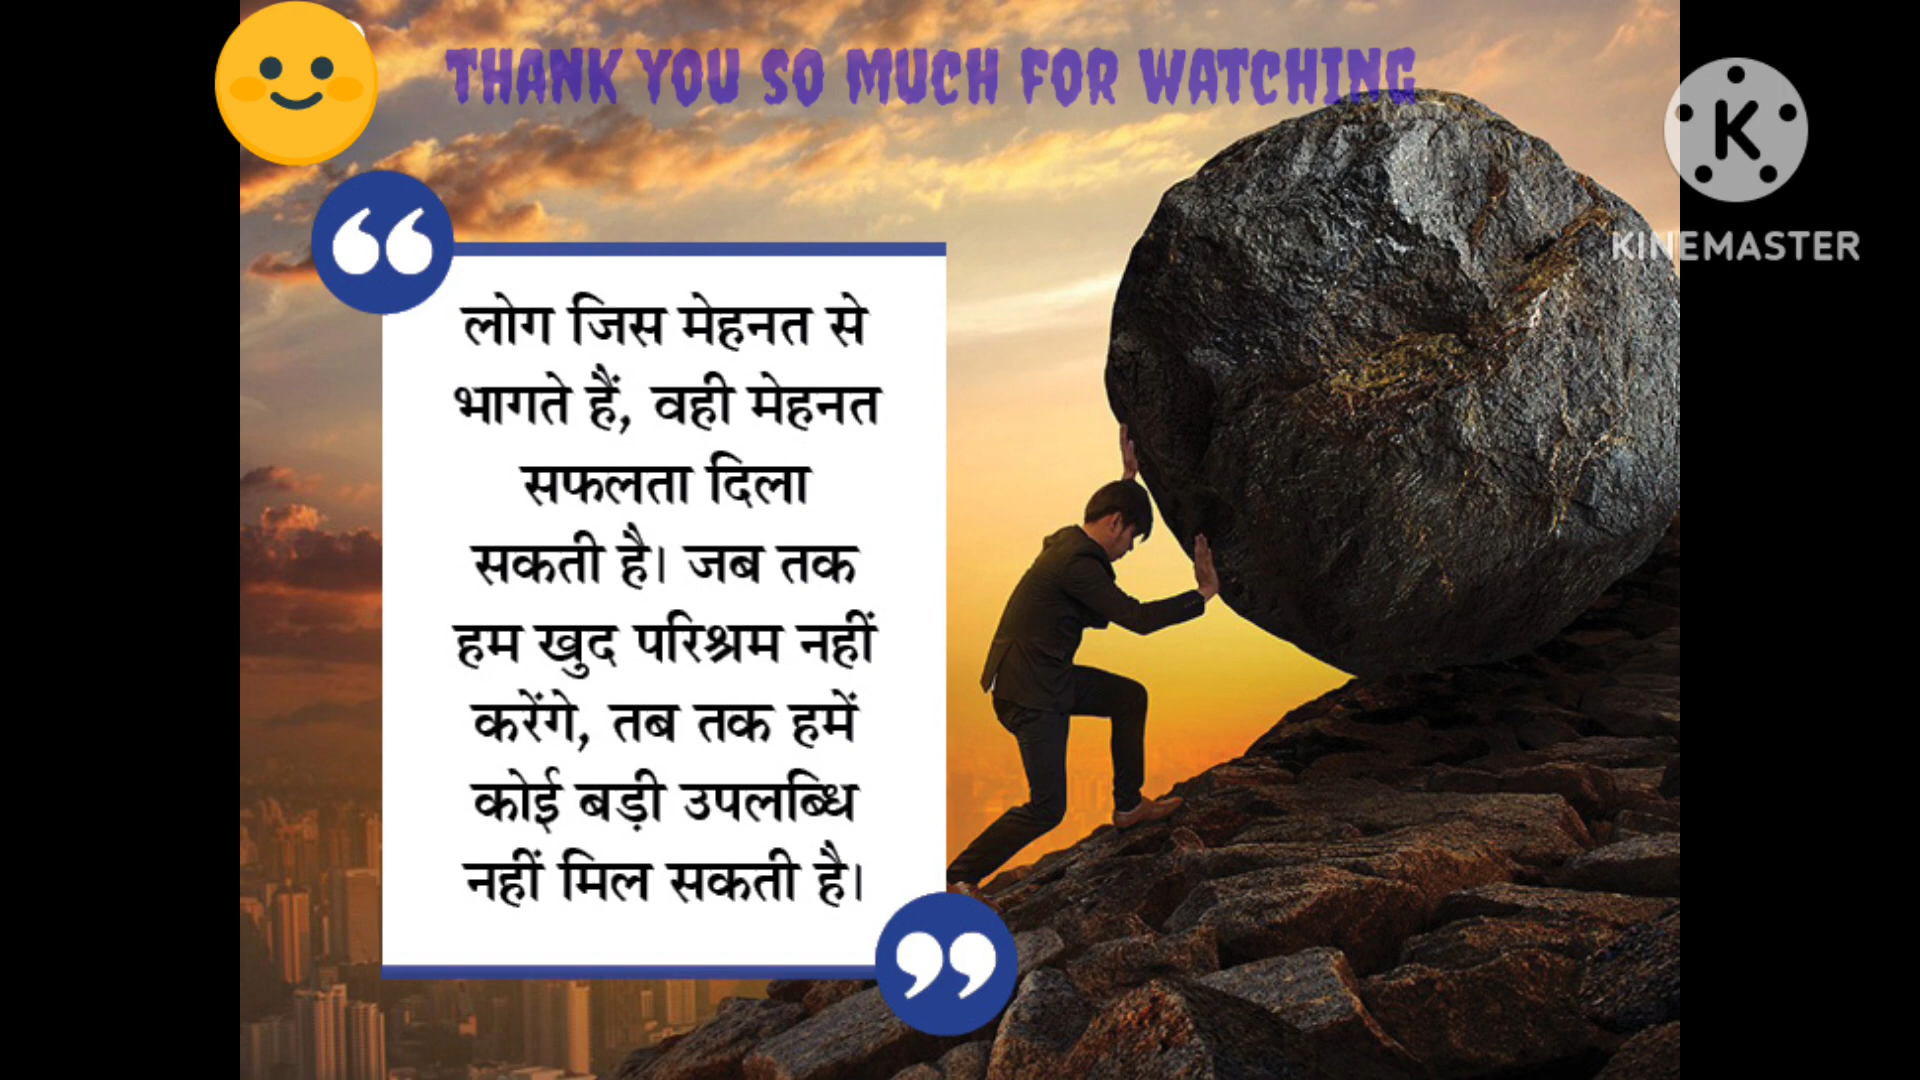 THANK YOU SO MUCH FOR WATCHING
K
KINEMASTER
लोग जिस मेहनत से
भागते हैं, वही मेहनत
सफलता दिला
सकती है। जब तक
हम खुद परिश्रम नहीं
करेंगे, तब तक हमें
कोई बड़ी उपलब्धि
नहीं मिल सकती है।